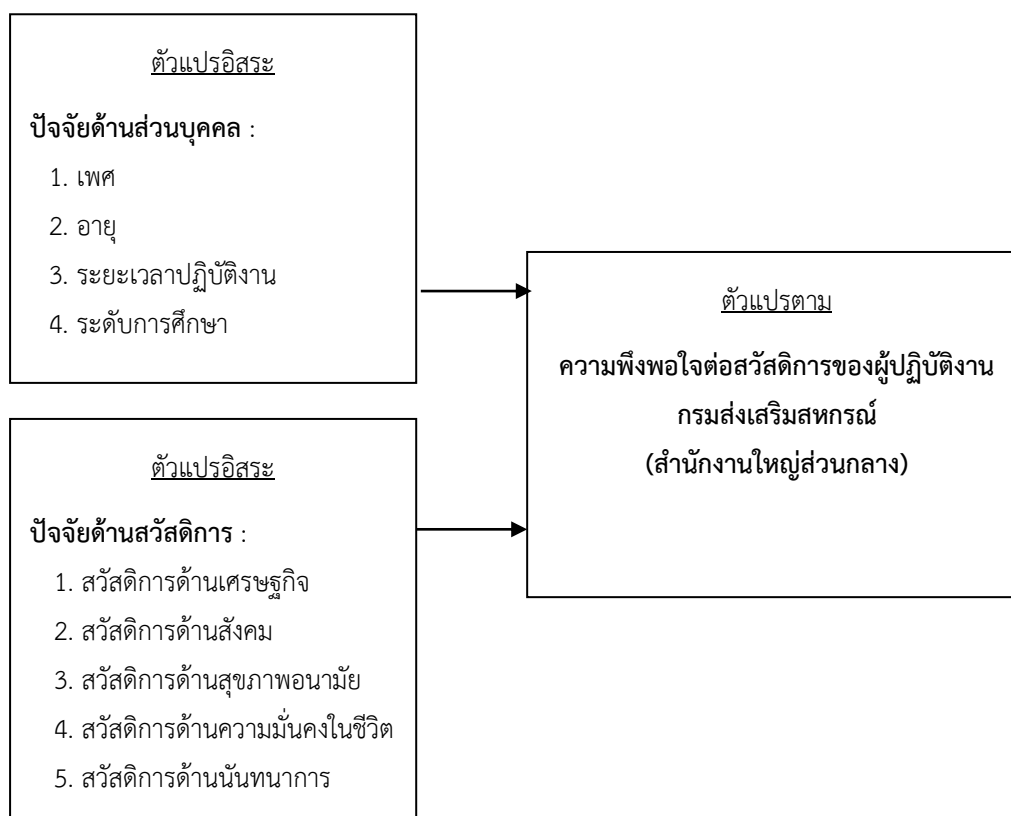 ตัวแปรอิสระ
ปัจจัยด้านส่วนบุคคล :
1. เพศ
2. อายุ
3. ระยะเวลาปฏิบัติงาน
4. ระดับการศึกษา
ตัวแปรอิสระ
ปัจจัยด้านสวัสดิการ :
1. สวัสดิการด้านเศรษฐกิจ
2. สวัสดิการด้านสังคม
3. สวัสดิการด้านสุขภาพอนามัย
4. สวัสดิการด้านความมั่นคงในชีวิต
5. สวัสดิการด้านนันทนาการ
ตัวแปรตาม
ความพึงพอใจต่อสวัสดิการของผู้ปฏิบัติงาน
กรมส่งเสริมสหกรณ์
(สำนักงานใหญ่ส่วนกลาง)